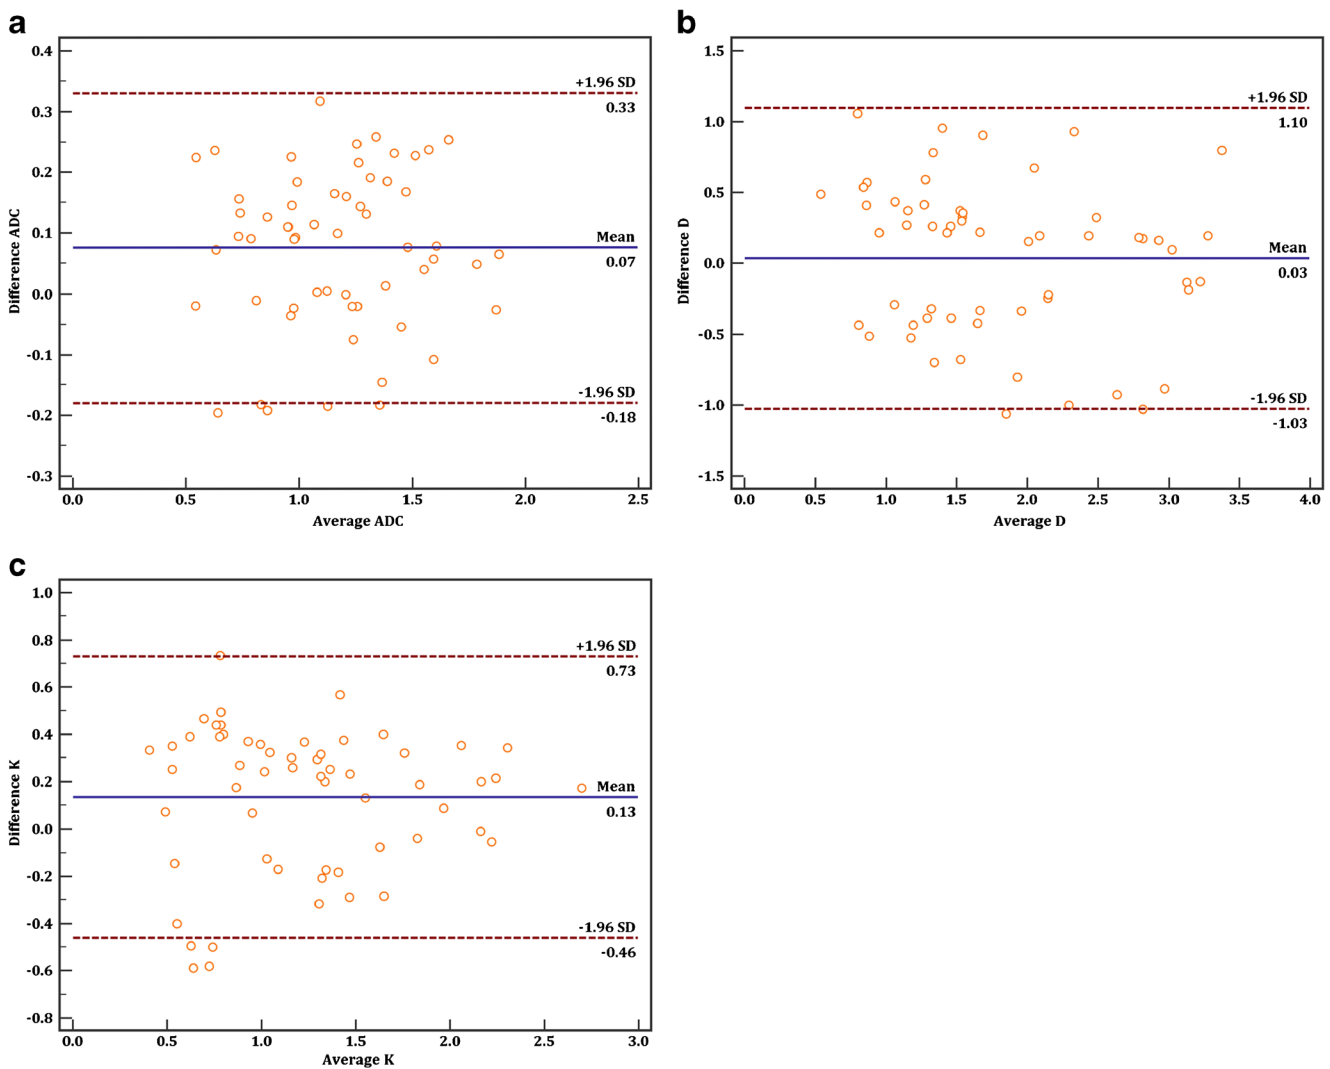 a
0.4
0.3
0.2
0.1
0.0
-0.1
-0.2
-0.3
Difference ADC
+1.96 SD
0.33
Mean
0.07
-1.96 SD
-0.18
0.0 0.5 1.0 1.5 2.0 2.5
Average ADC
b
1.5
1.0
0.5
0.0
-0.5
-1.0
-1.5
Difference D
+1.96 SD
1.10
Mean
0.03
-1.96 SD
-1.03
0.0 0.5 1.0 1.5 2.0 2.5 3.0 3.5 4.0
Average D
c
1.0
0.8
0.6
0.4
0.2
0.0
-0.2
-0.4
-0.6
-0.8
Difference K
+1.96 SD
0.73
Mean
0.13
-1.96 SD
-0.46
0.0 0.5 1.0 1.5 2.0 2.5 3.0
Average K